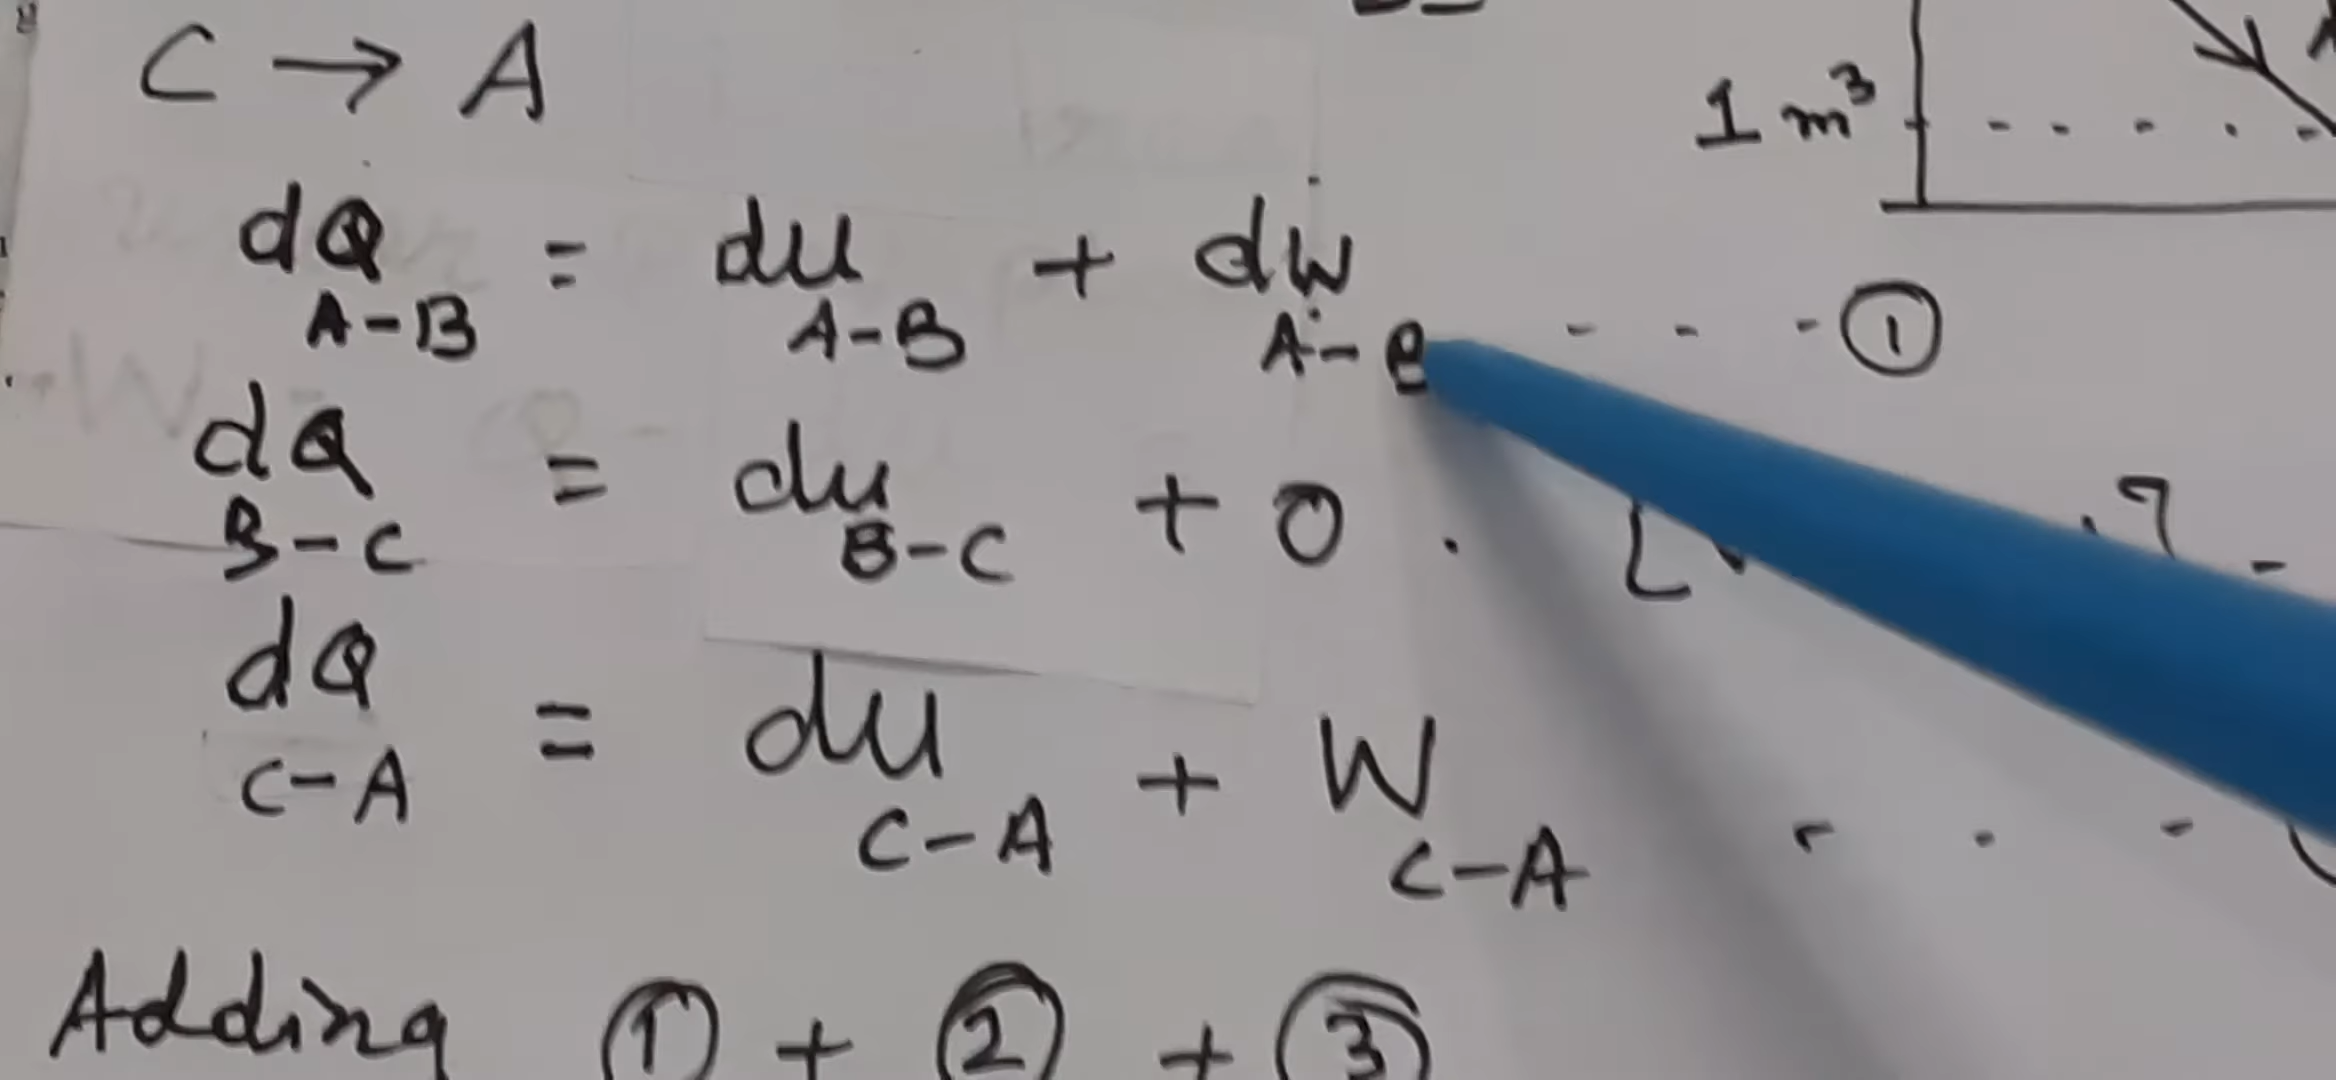 C → A
1 m³
dQ = dU + dW
A-B A-B A-B - - - ①
dQ = du + 0 . [
B-C B-C
dQ = dU + W
C-A C-A C-A - - -
Adding ① + ② + ③